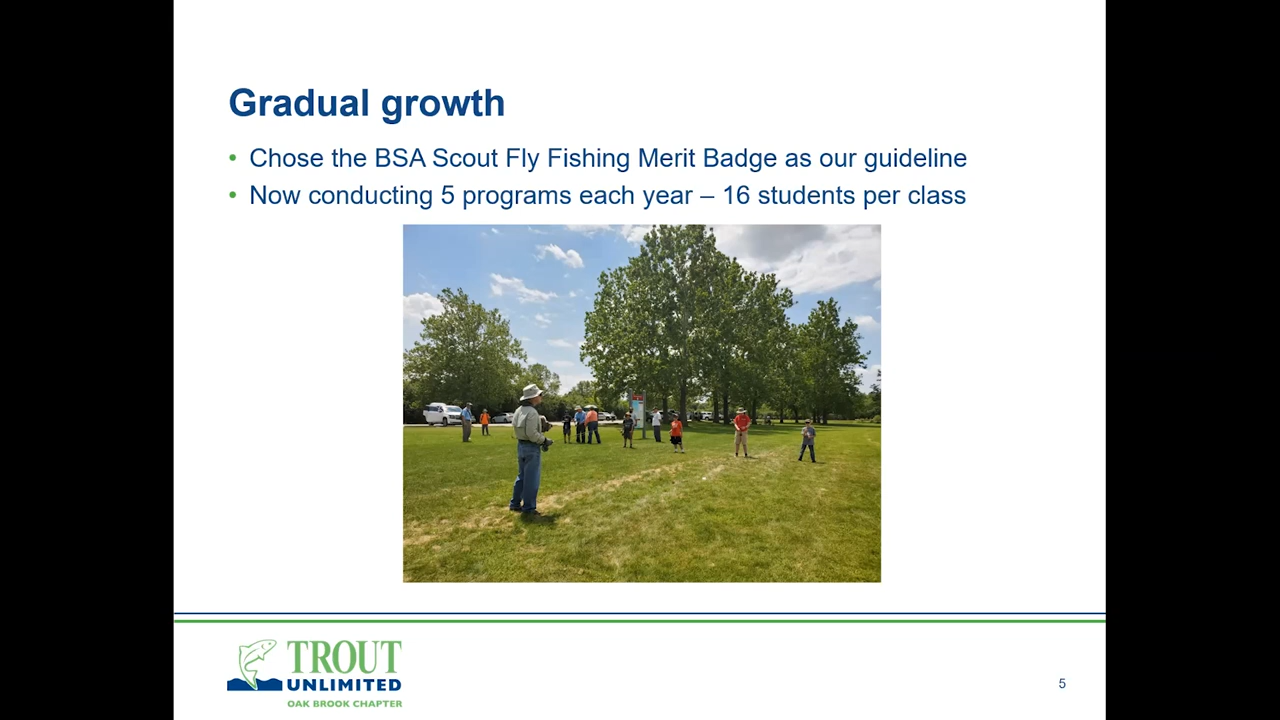 Gradual growth
• Chose the BSA Scout Fly Fishing Merit Badge as our guideline
• Now conducting 5 programs each year – 16 students per class
TROUT
UNLIMITED
OAK BROOK CHAPTER
5